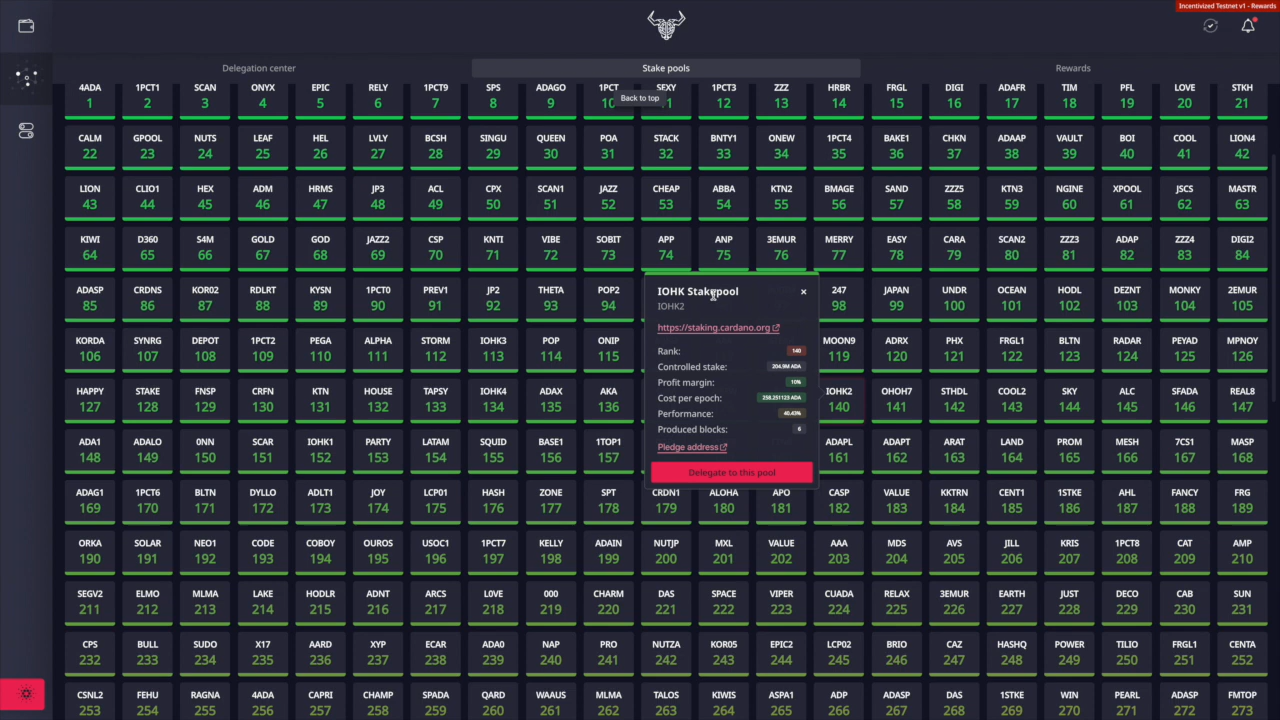 Incentivized Testnet v1 - Rewards
Delegation center Stake pools Rewards
4ADA 1PCT1 SCAN ONYX EPIC RELY 1PCT9 SPS ADAGO 1PCT SEXY 1PCT3 ZZZ HRBR FRGL DIGI ADAFR TIM PFL LOVE STKH
1 2 3 4 5 6 7 8 9 10 Back to top 1 12 13 14 15 16 17 18 19 20 21
CALM GPOOL NUTS LEAF HEL LVLY BCSH SINGU QUEEN POA STACK BNTY1 ONEW 1PCT4 BAKE1 CHKN ADAAP VAULT BOI COOL LION4
22 23 24 25 26 27 28 29 30 31 32 33 34 35 36 37 38 39 40 41 42
LION CLIO1 HEX ADM HRMS JP3 ACL CPX SCAN1 JAZZ CHEAP ABBA KTN2 BMAGE SAND ZZZ5 KTN3 NGINE XPOOL JSCS MASTR
43 44 45 46 47 48 49 50 51 52 53 54 55 56 57 58 59 60 61 62 63
KIWI D360 S4M GOLD GOD JAZZ2 CSP KNTI VIBE SOBIT APP ANP 3EMUR MERRY EASY CARA SCAN2 ZZZ3 ADAP ZZZ4 DIGI2
64 65 66 67 68 69 70 71 72 73 74 75 76 77 78 79 80 81 82 83 84
ADASP CRDNS KOR02 RDLRT KYSN 1PCT0 PREV1 JP2 THETA POP2 247 JAPAN UNDR OCEAN HODL DEZNT MONKY 2EMUR
85 86 87 88 89 90 91 92 93 94 98 99 100 101 102 103 104 105
KORDA SYNRG DEPOT 1PCT2 PEGA ALPHA STORM IOHK3 POP ONIP MOON9 ADRX PHX FRGL1 BLTN RADAR PEYAD MPNOY
106 107 108 109 110 111 112 113 114 115 119 120 121 122 123 124 125 126
HAPPY STAKE FNSP CRFN KTN HOUSE TAPSY IOHK4 ADAX AKA IOHK2 OHOH7 STHDL COOL2 SKY ALC SFADA REAL8
127 128 129 130 131 132 133 134 135 136 140 141 142 143 144 145 146 147
ADA1 ADALO 0NN SCAR IOHK1 PARTY LATAM SQUID BASE1 1TOP1 ADAPL ADAPT ARAT LAND PROM 13H 7CS1 MASP
148 149 150 151 152 153 154 155 156 157 161 162 163 164 165 166 167 168
IOHK Stakepool
IOHK2
https://staking.cardano.org
Rank: 140
Controlled stake: 204.9M ADA
Profit margin: 10%
Cost per epoch: 258.251123 ADA
Performance: 40.43%
Produced blocks: 6
Pledge address
Delegate to this pool
ADAG1 1PCT6 BLTN DYLLO ADLT1 JOY LCP01 HASH ZONE SPT CRDN1 ALOHA APO CASP VALUE KKTRN CENT1 1STKE AHL FANCY FRG
169 170 171 172 173 174 175 176 177 178 179 180 181 182 183 184 185 186 187 188 189
ORKA SOLAR NEO1 CODE COBOY OUROS USOC1 1PCT7 KELLY ADAIN NUTJP MXL VALUE AAA MDS AVS JILL KRIS 1PCT8 CAT AMP
190 191 192 193 194 195 196 197 198 199 200 201 202 203 204 205 206 207 208 209 210
SEGV2 ELMO MLMA LAKE HODLR ADNT ARCS L0VE 000 CHARM DAS SPACE VIPER CUADA RELAX 3EMUR EARTH JUST DECO CAB SUN
211 212 213 214 215 216 217 218 219 220 221 222 223 224 225 226 227 228 229 230 231
CPS BULL SUDO X17 AARD XYP ECAR ADA0 NAP PRO NUTZA KOR05 EPIC2 LCP02 BRIO CAZ HASHQ POWER TILIO FRGL1 CENTA
232 233 234 235 236 237 238 239 240 241 242 243 244 245 246 247 248 249 250 251 252
CSNL2 FEHU RAGNA 4ADA CAPRI CHAMP SPADA QARD WAAUS MLMA TALOS KOR04 ASPA1 ADP ADASP DAS 1STKE WIN PEARL ADASP FMTOP
253 254 255 256 257 258 259 260 261 262 263 264 265 266 267 268 269 270 271 272 273